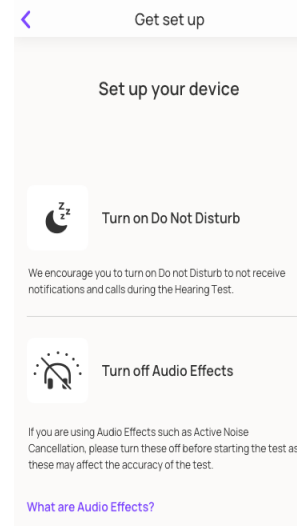 Get set up
Set up your device
z z z
Turn on Do Not Disturb
We encourage you to turn on Do not Disturb to not receive
notifications and calls during the Hearing Test.
Turn off Audio Effects
If you are using Audio Effects such as Active Noise
Cancellation, please turn these off before starting the test as
these may affect the accuracy of the test.
What are Audio Effects?